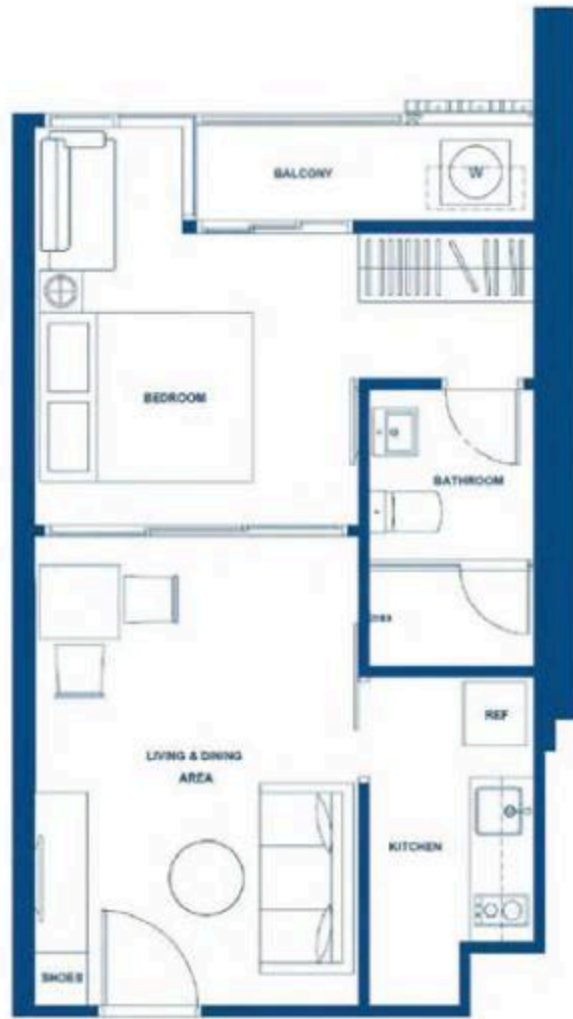 BALCONY
W
BEDROOM
BATHROOM
REF
LIVING & DINING
AREA
KITCHEN
SHOES